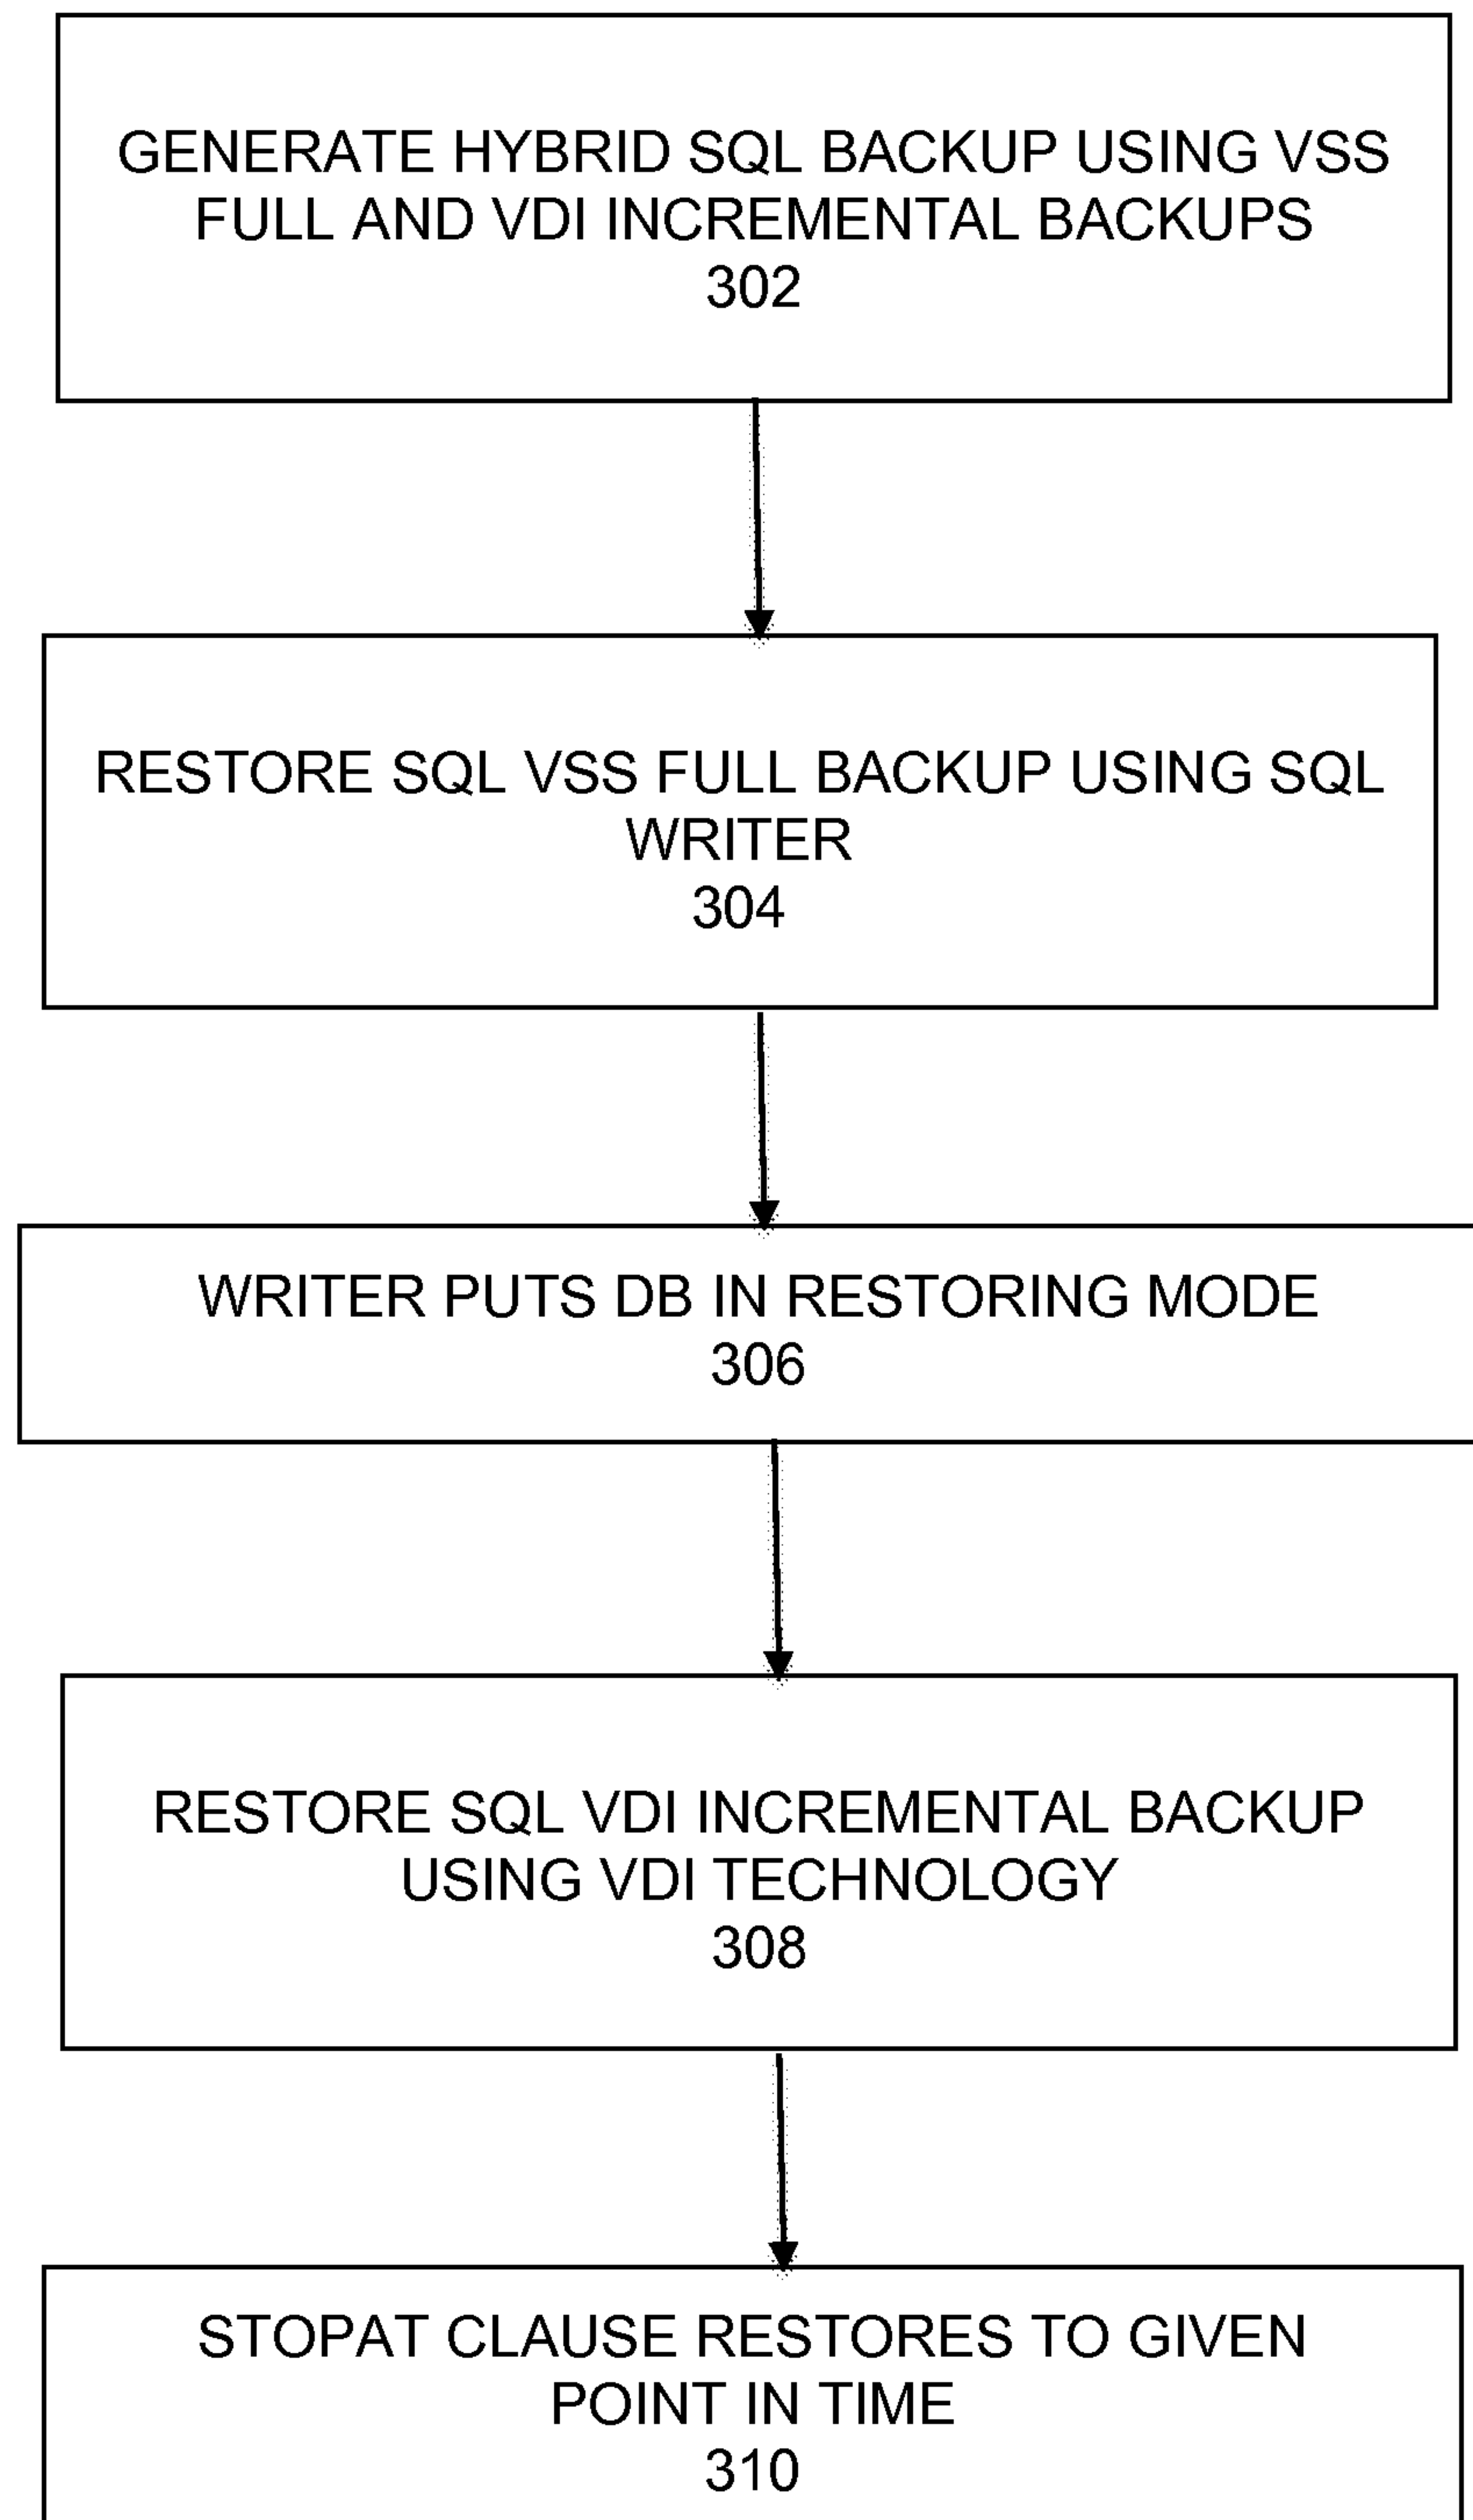 GENERATE HYBRID SQL BACKUP USING VSS
FULL AND VDI INCREMENTAL BACKUPS
302
RESTORE SQL VSS FULL BACKUP USING SQL
WRITER
304
WRITER PUTS DB IN RESTORING MODE
306
RESTORE SQL VDI INCREMENTAL BACKUP
USING VDI TECHNOLOGY
308
STOPAT CLAUSE RESTORES TO GIVEN
POINT IN TIME
310